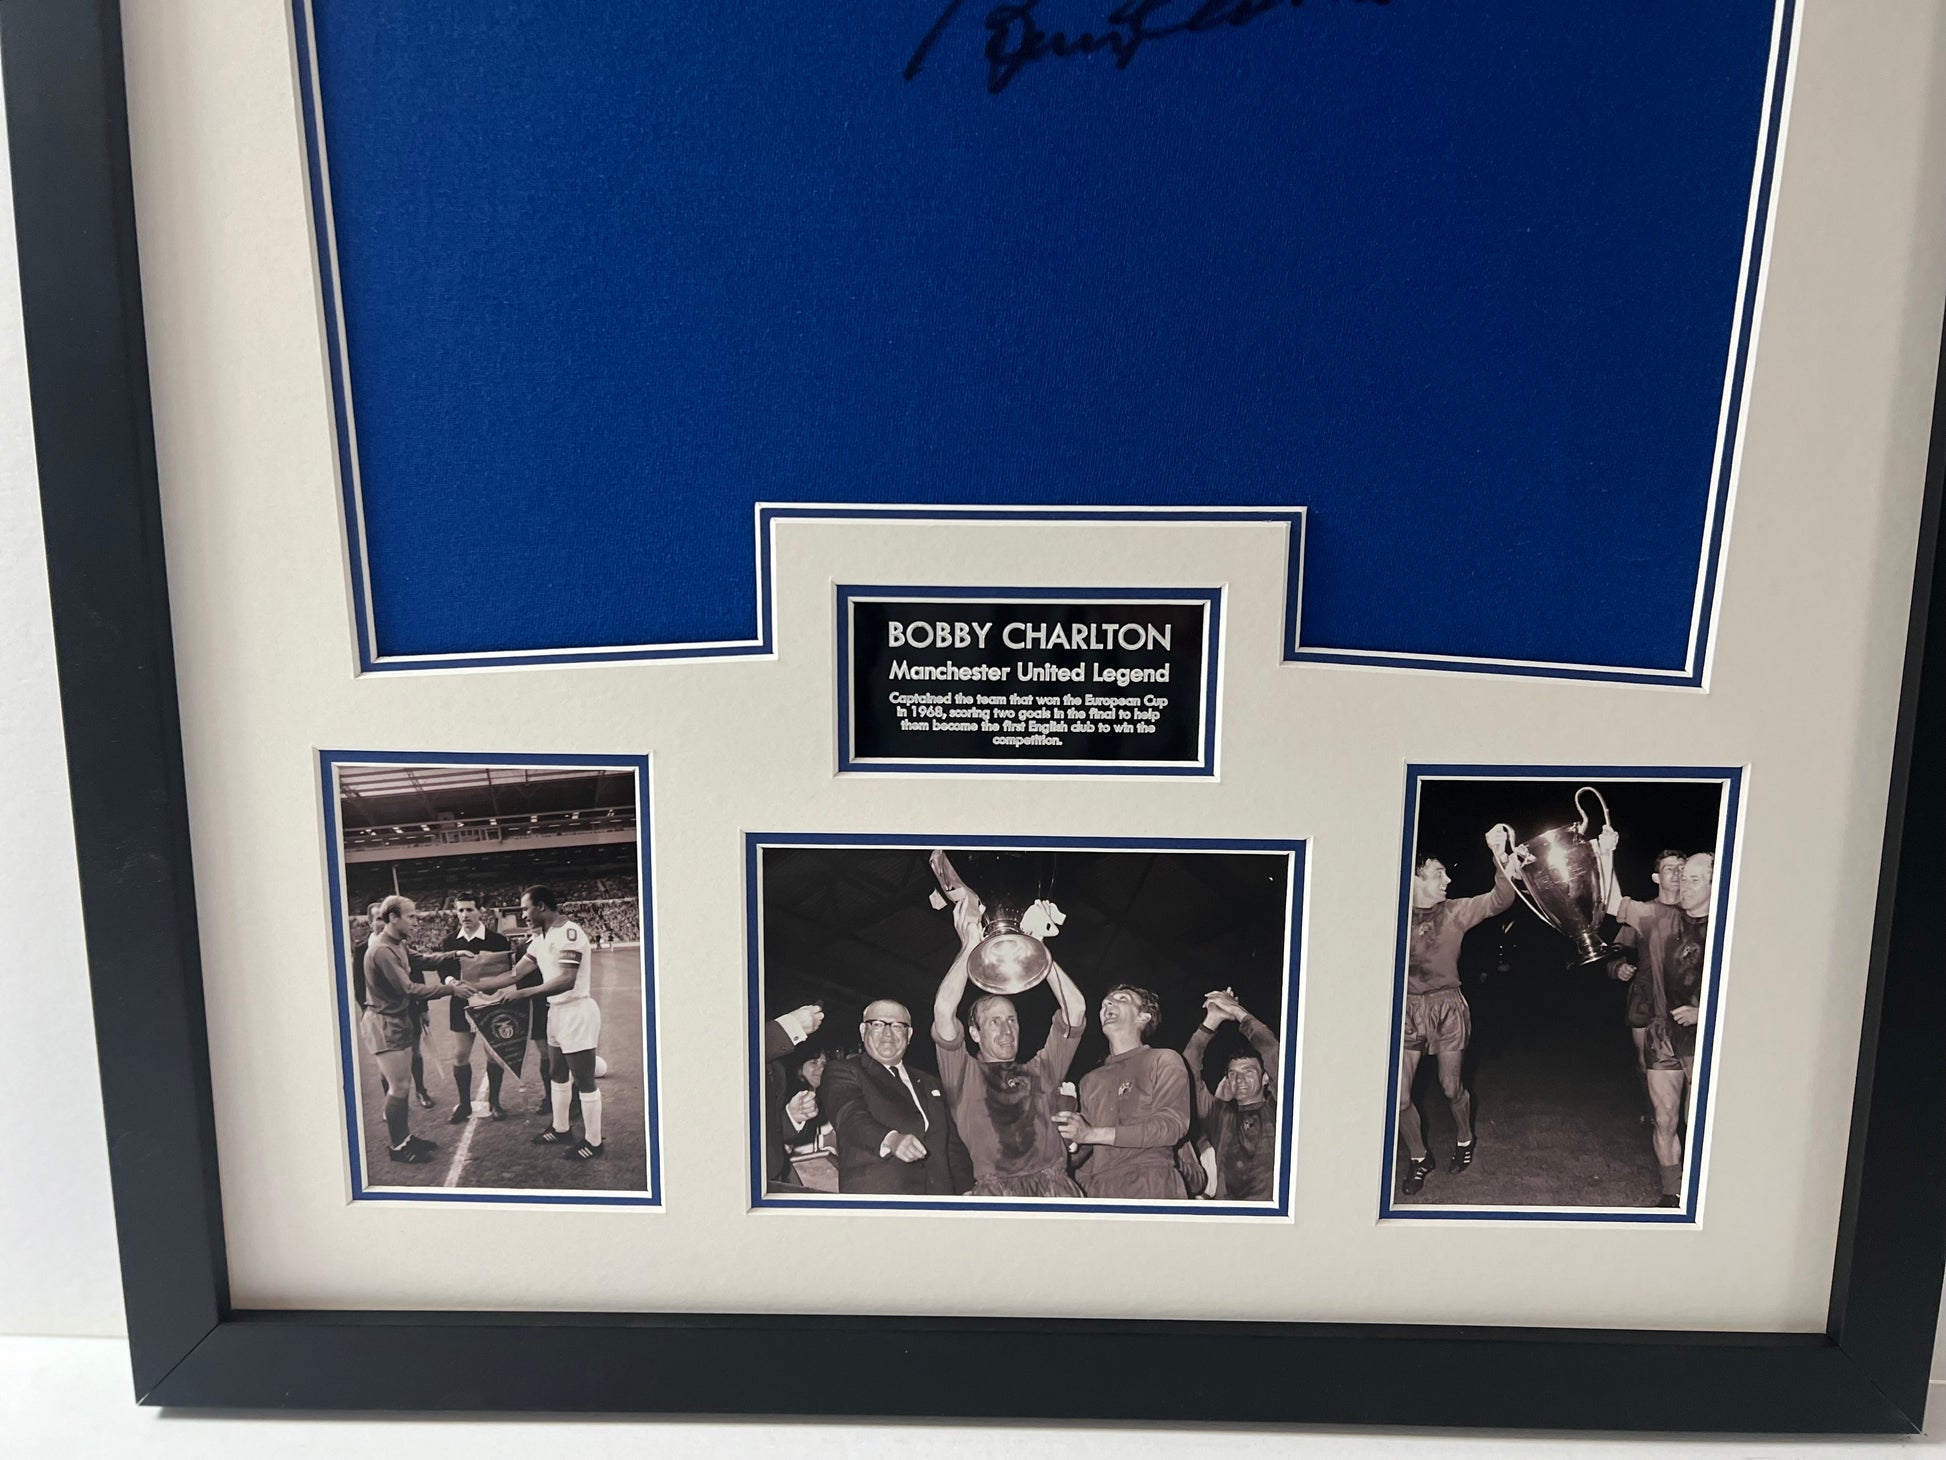 BOBBY CHARLTON
Manchester United Legend
Captained the team that won the European Cup
in 1968, scoring two goals in the final to help
them become the first English club to win the
competition.